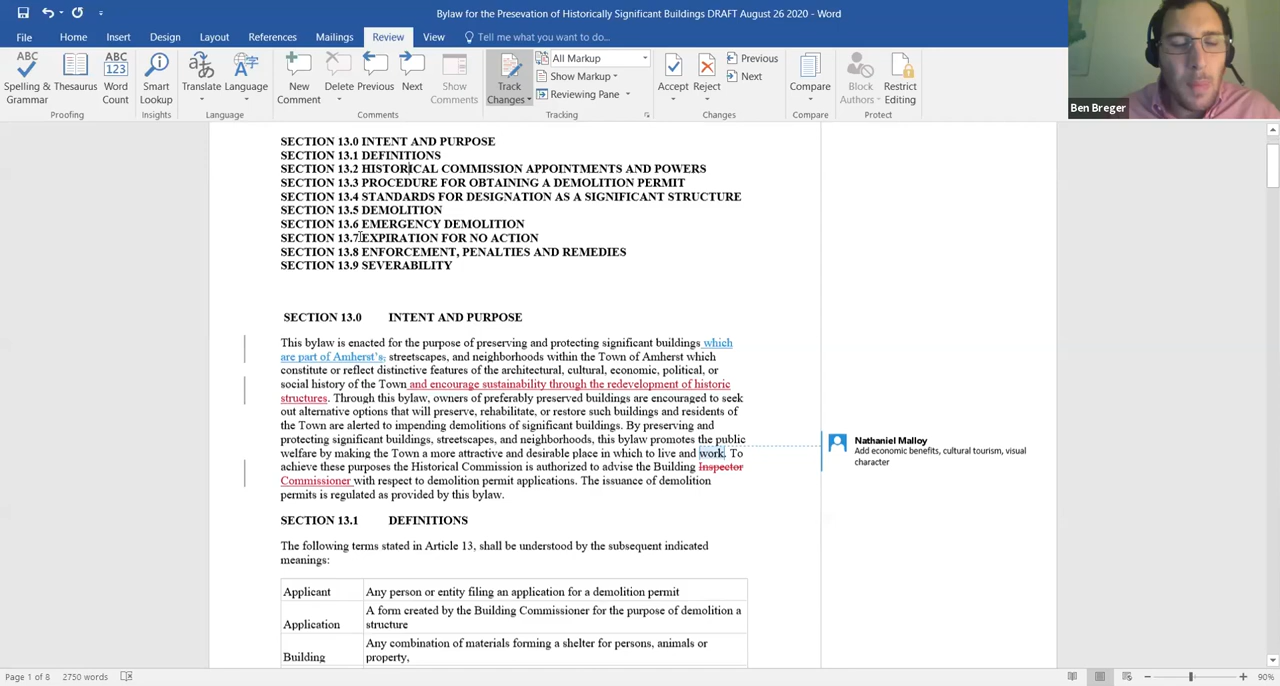 Bylaw for the Presevation of Historically Significant Buildings DRAFT August 26 2020 - Word
File Home Insert Design Layout References Mailings Review View Tell me what you want to do...
ABC ABC 123
Spelling & Grammar Thesaurus Word Count Smart Lookup Translate Language New Comment Delete Previous Next Show Comments Track Changes All Markup Show Markup Reviewing Pane Accept Reject Previous Next Compare Block Authors Restrict Editing
Proofing Insights Language Comments Tracking Changes Compare Protect
Ben Breger
SECTION 13.0 INTENT AND PURPOSE
SECTION 13.1 DEFINITIONS
SECTION 13.2 HISTORICAL COMMISSION APPOINTMENTS AND POWERS
SECTION 13.3 PROCEDURE FOR OBTAINING A DEMOLITION PERMIT
SECTION 13.4 STANDARDS FOR DESIGNATION AS A SIGNIFICANT STRUCTURE
SECTION 13.5 DEMOLITION
SECTION 13.6 EMERGENCY DEMOLITION
SECTION 13.7 EXPIRATION FOR NO ACTION
SECTION 13.8 ENFORCEMENT, PENALTIES AND REMEDIES
SECTION 13.9 SEVERABILITY
SECTION 13.0 INTENT AND PURPOSE
This bylaw is enacted for the purpose of preserving and protecting significant buildings which
are part of Amherst's, streetscapes, and neighborhoods within the Town of Amherst which
constitute or reflect distinctive features of the architectural, cultural, economic, political, or
social history of the Town and encourage sustainability through the redevelopment of historic
structures. Through this bylaw, owners of preferably preserved buildings are encouraged to seek
out alternative options that will preserve, rehabilitate, or restore such buildings and residents of
the Town are alerted to impending demolitions of significant buildings. By preserving and
protecting significant buildings, streetscapes, and neighborhoods, this bylaw promotes the public
welfare by making the Town a more attractive and desirable place in which to live and work. To
achieve these purposes the Historical Commission is authorized to advise the Building Inspector
Commissioner with respect to demolition permit applications. The issuance of demolition
permits is regulated as provided by this bylaw.
Nathaniel Malloy
Add economic benefits, cultural tourism, visual
character
SECTION 13.1 DEFINITIONS
The following terms stated in Article 13, shall be understood by the subsequent indicated
meanings:
Applicant Any person or entity filing an application for a demolition permit
Application A form created by the Building Commissioner for the purpose of demolition a
structure
Building Any combination of materials forming a shelter for persons, animals or
property,
Page 1 of 8 2750 words 90%